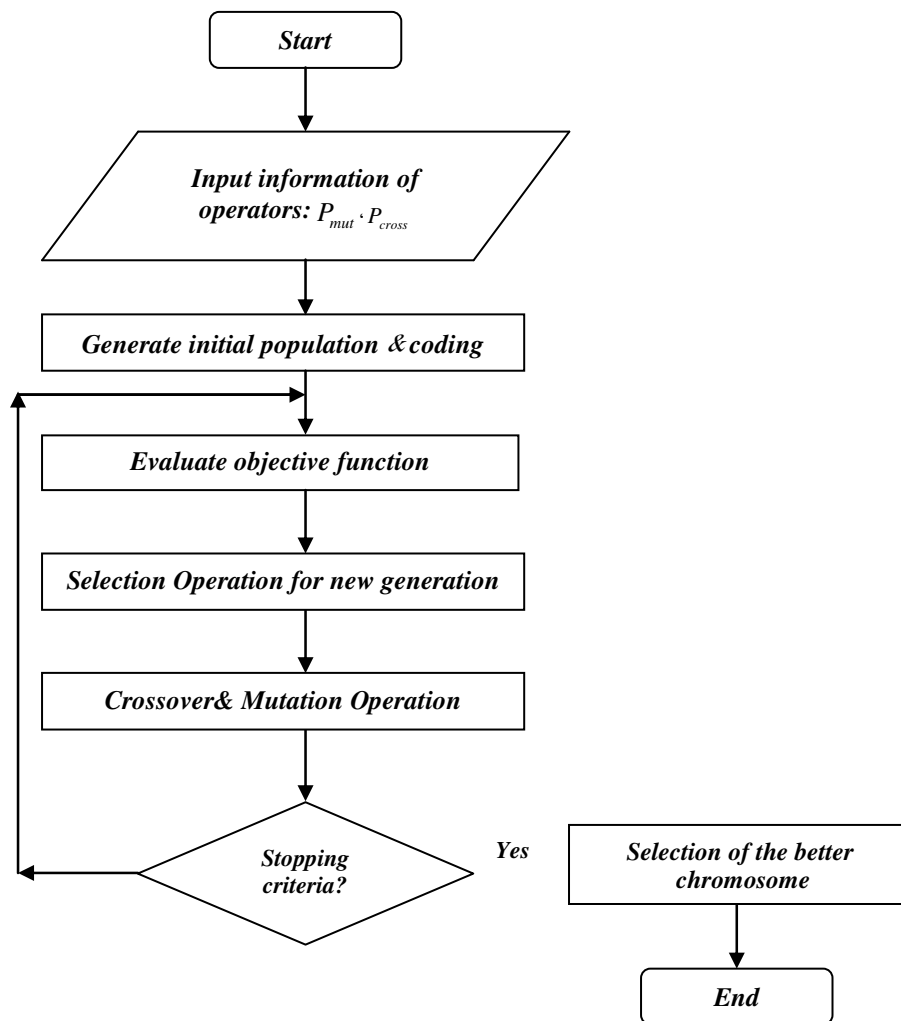 Start
Input information of
operators: P_mut ، P_cross
Generate initial population & coding
Evaluate objective function
Selection Operation for new generation
Crossover& Mutation Operation
Stopping
criteria?
Yes
Selection of the better
chromosome
End